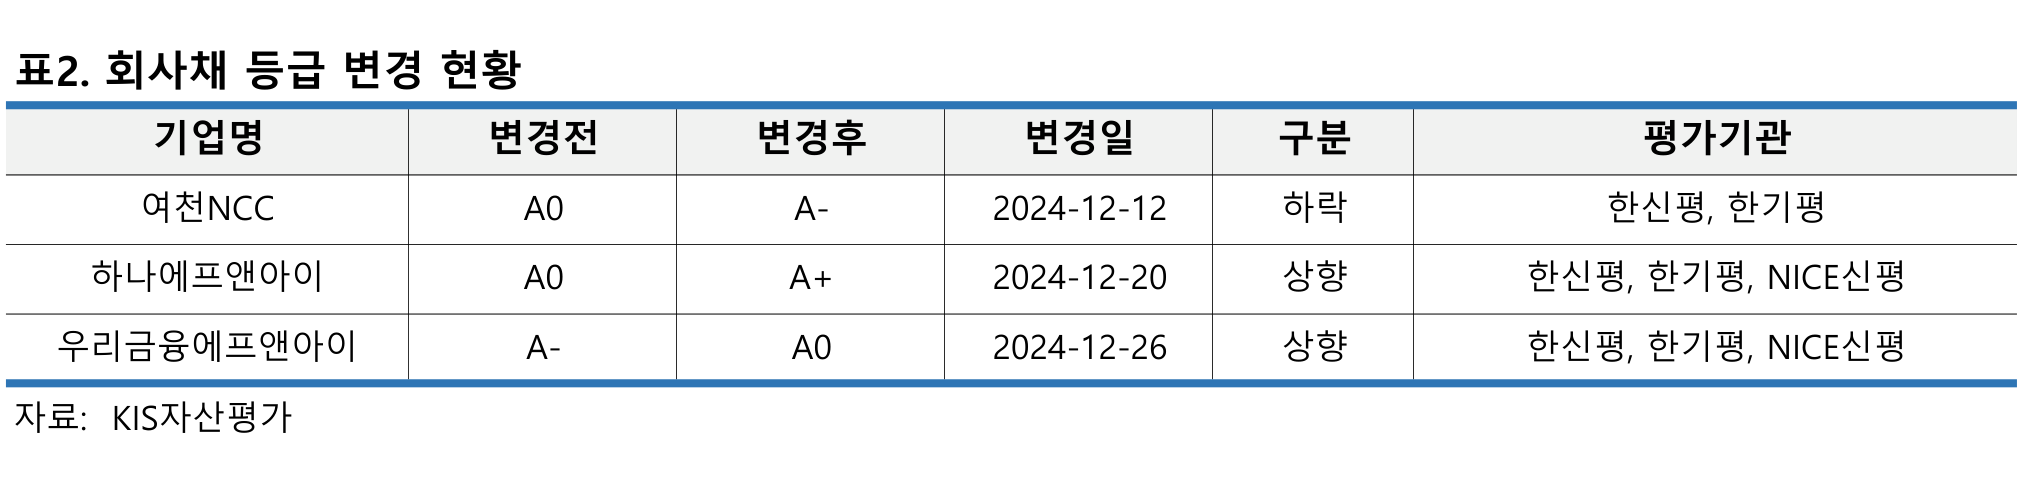 표2. 회사채 등급 변경 현황
기업명 변경전 변경후 변경일 구분 평가기관
여천NCC A0 A- 2024-12-12 하락 한신평, 한기평
하나에프앤아이 A0 A+ 2024-12-20 상향 한신평, 한기평, NICE신평
우리금융에프앤아이 A- A0 2024-12-26 상향 한신평, 한기평, NICE신평
자료: KIS자산평가